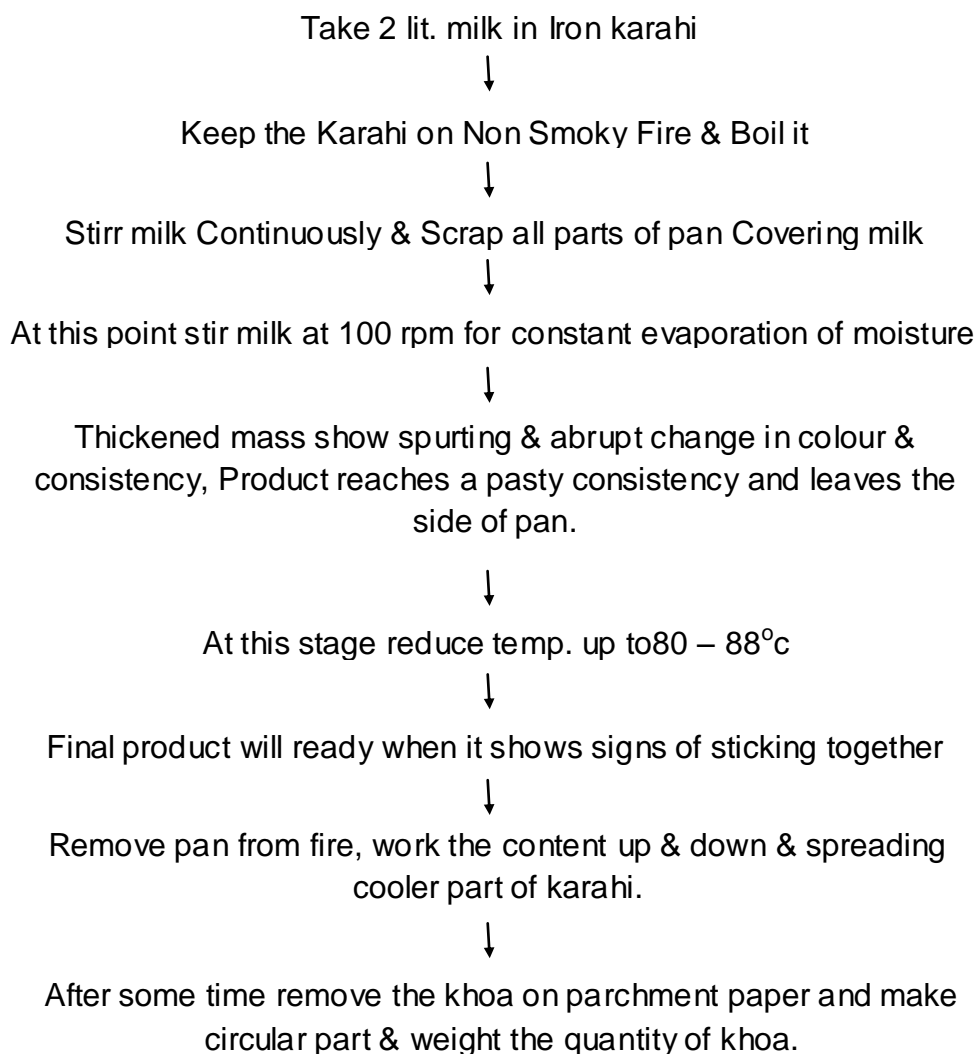 Take 2 lit. milk in Iron karahi
Keep the Karahi on Non Smoky Fire & Boil it
Stirr milk Continuously & Scrap all parts of pan Covering milk
At this point stir milk at 100 rpm for constant evaporation of moisture
Thickened mass show spurting & abrupt change in colour &
consistency, Product reaches a pasty consistency and leaves the
side of pan.
At this stage reduce temp. up to80 – 88°c
Final product will ready when it shows signs of sticking together
Remove pan from fire, work the content up & down & spreading
cooler part of karahi.
After some time remove the khoa on parchment paper and make
circular part & weight the quantity of khoa.